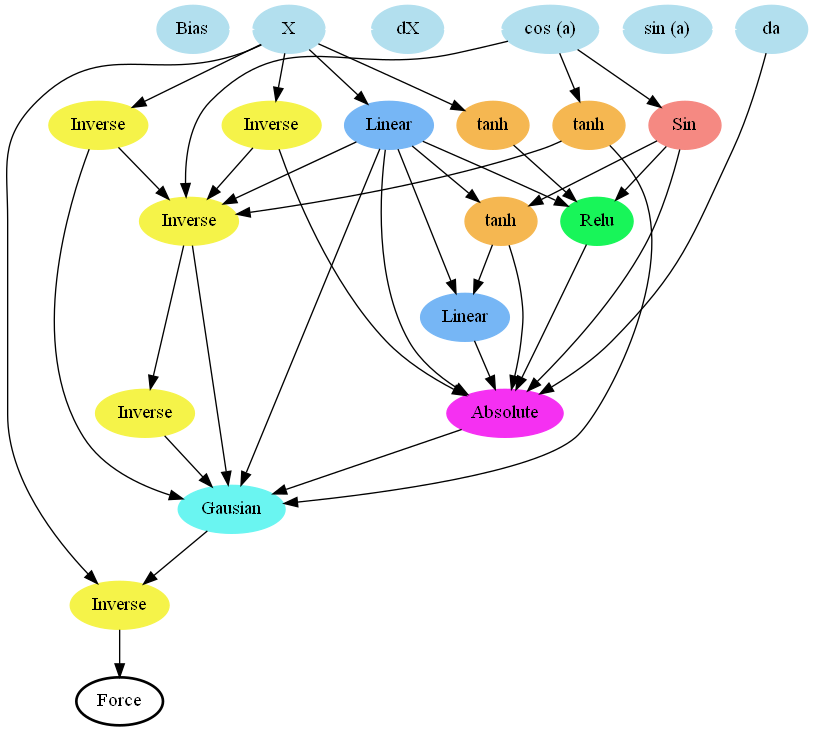 Bias
X
dX
cos (a)
sin (a)
da
Inverse
Inverse
Linear
tanh
tanh
Sin
Inverse
tanh
Relu
Linear
Inverse
Absolute
Gausian
Inverse
Force